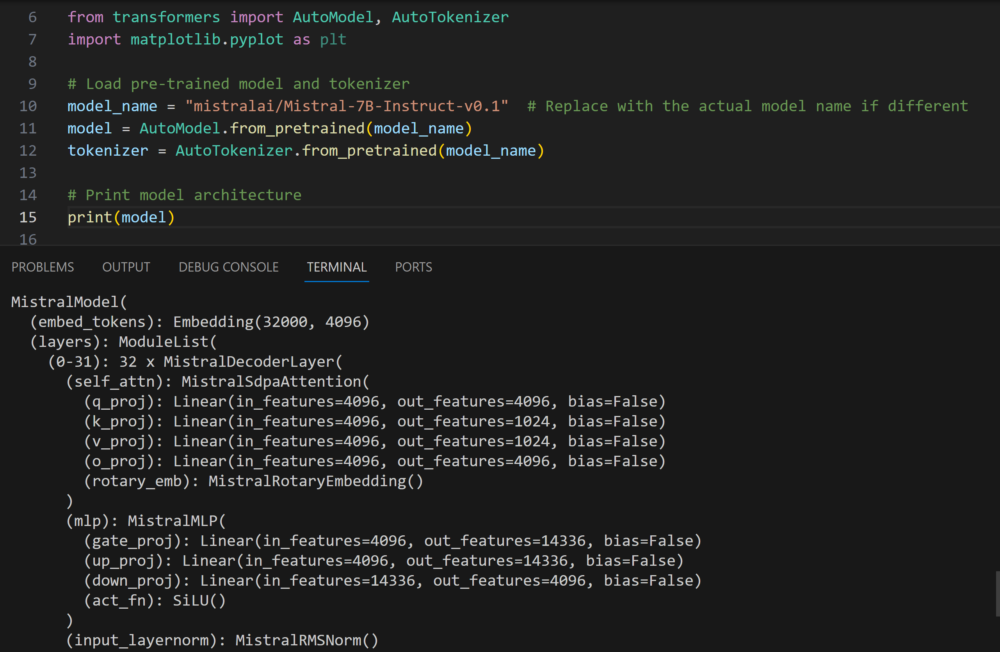 6 from transformers import AutoModel, AutoTokenizer
7 import matplotlib.pyplot as plt
8
9 # Load pre-trained model and tokenizer
10 model_name = "mistralai/Mistral-7B-Instruct-v0.1"  # Replace with the actual model name if different
11 model = AutoModel.from_pretrained(model_name)
12 tokenizer = AutoTokenizer.from_pretrained(model_name)
13
14 # Print model architecture
15 print(model)
16
PROBLEMS OUTPUT DEBUG CONSOLE TERMINAL PORTS
MistralModel(
  (embed_tokens): Embedding(32000, 4096)
  (layers): ModuleList(
    (0-31): 32 x MistralDecoderLayer(
      (self_attn): MistralSdpaAttention(
        (q_proj): Linear(in_features=4096, out_features=4096, bias=False)
        (k_proj): Linear(in_features=4096, out_features=1024, bias=False)
        (v_proj): Linear(in_features=4096, out_features=1024, bias=False)
        (o_proj): Linear(in_features=4096, out_features=4096, bias=False)
        (rotary_emb): MistralRotaryEmbedding()
      )
      (mlp): MistralMLP(
        (gate_proj): Linear(in_features=4096, out_features=14336, bias=False)
        (up_proj): Linear(in_features=4096, out_features=14336, bias=False)
        (down_proj): Linear(in_features=14336, out_features=4096, bias=False)
        (act_fn): SiLU()
      )
      (input_layernorm): MistralRMSNorm()